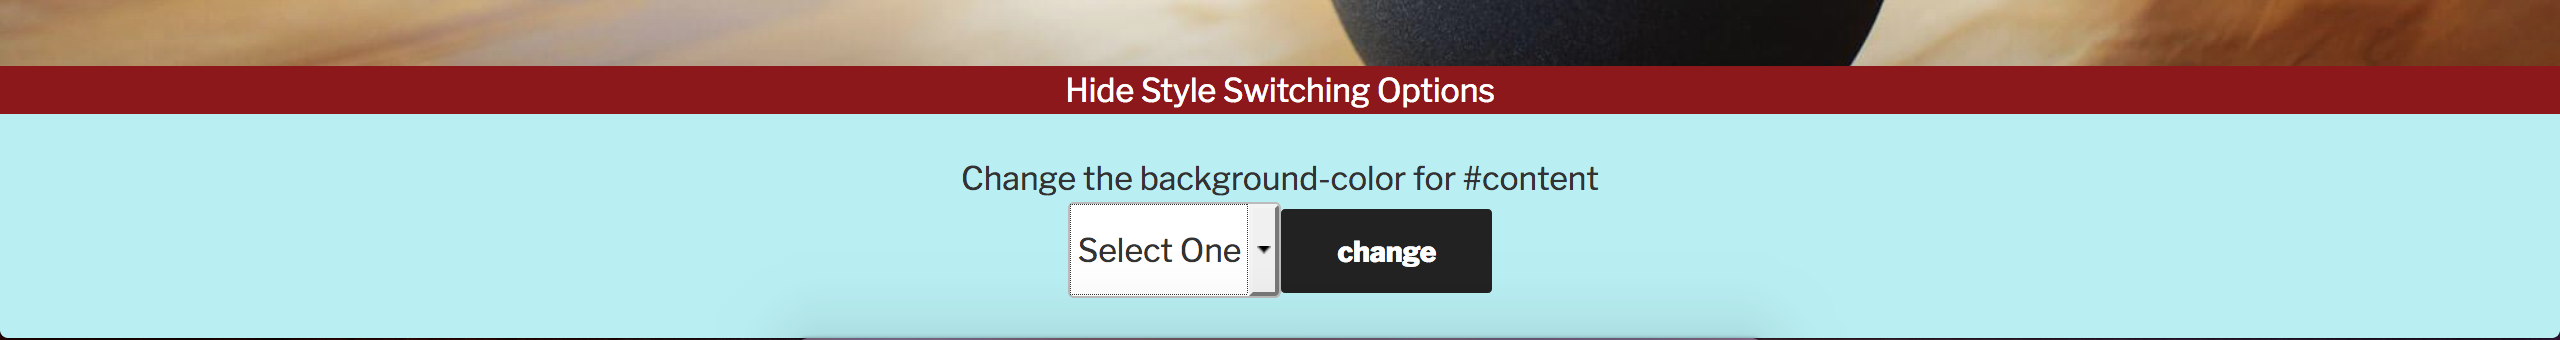 Hide Style Switching Options
Change the background-color for #content
Select One
change